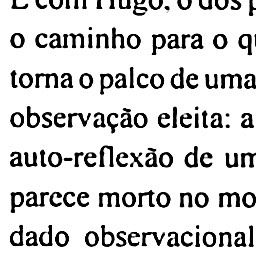 E com Hugo, o dos
o caminho para o
torna o palco de uma
observação eleita: a
auto-reflexão de um
parece morto no mo
dado observacional